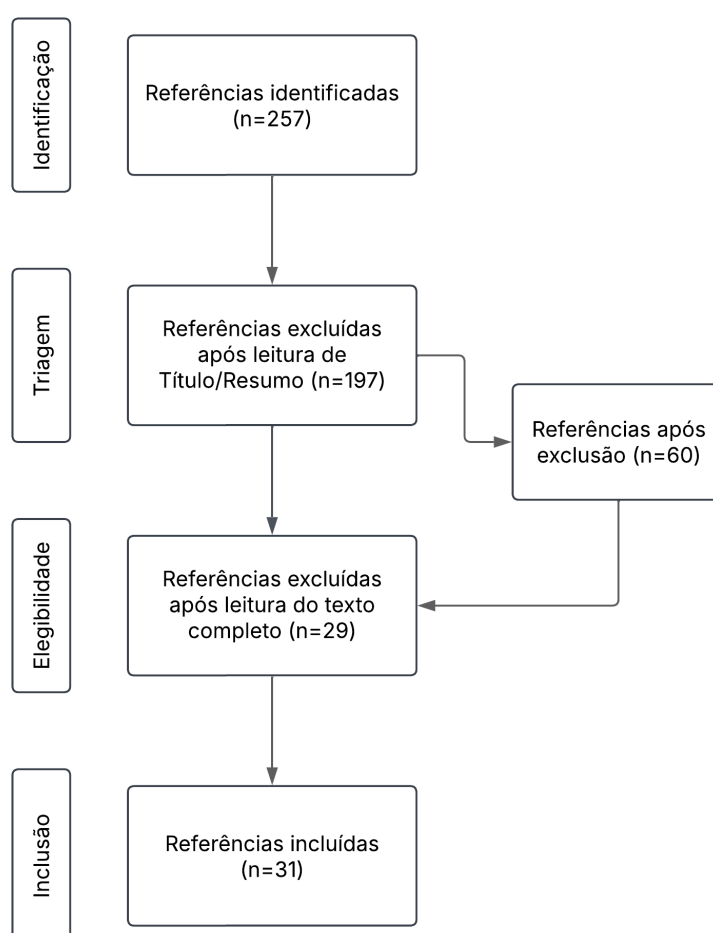 Identificação
Referências identificadas
(n=257)
Triagem
Referências excluídas
após leitura de
Título/Resumo (n=197)
Referências após
exclusão (n=60)
Elegibilidade
Referências excluídas
após leitura do texto
completo (n=29)
Inclusão
Referências incluídas
(n=31)